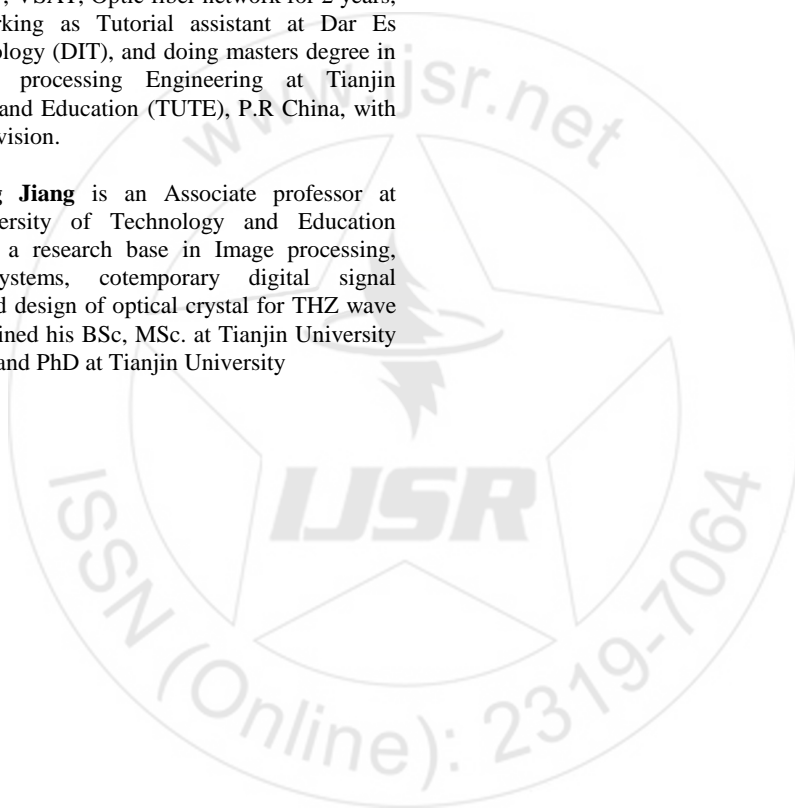 VSAT, Optic fiber network for 2 years,
rking as Tutorial assistant at Dar Es
ology (DIT), and doing masters degree in
processing Engineering at Tianjin
and Education (TUTE), P.R China, with
vision.
g Jiang is an Associate professor at
ersity of Technology and Education
a research base in Image processing,
ystems, cotemporary digital signal
d design of optical crystal for THZ wave
ined his BSc, MSc. at Tianjin University
and PhD at Tianjin University
www.ijsr.net
IJSR
ISSN (Online): 2319-7064